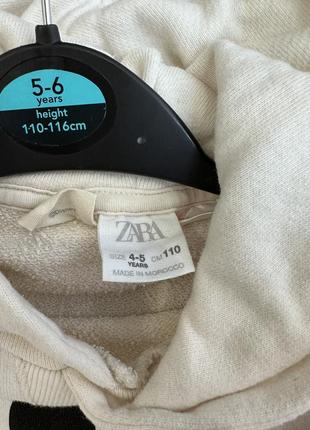 5-6
years
height
110-116cm
ZARA
SIZE 4-5 YEARS CM 110
MADE IN MOROCCO